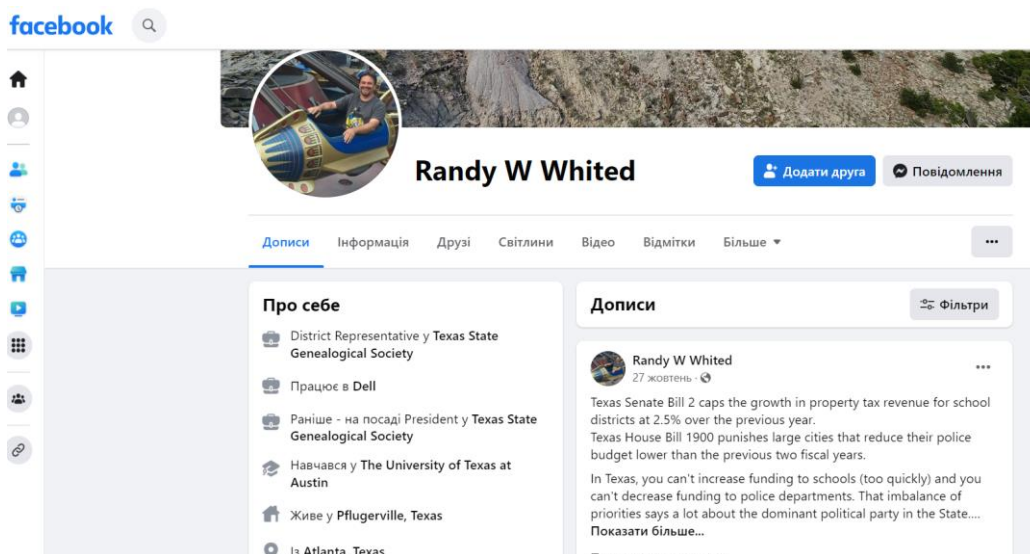 facebook
Randy W Whited
Додати друга
Повідомлення
Дописи
Інформація
Друзі
Світлини
Відео
Відмітки
Більше
Про себе
District Representative у Texas State
Genealogical Society
Працює в Dell
Раніше - на посаді President у Texas State
Genealogical Society
Навчався у The University of Texas at
Austin
Живе у Pflugerville, Texas
Із Atlanta, Texas
Дописи
Фільтри
Randy W Whited
27 жовтень ·
Texas Senate Bill 2 caps the growth in property tax revenue for school
districts at 2.5% over the previous year.
Texas House Bill 1900 punishes large cities that reduce their police
budget lower than the previous two fiscal years.
In Texas, you can't increase funding to schools (too quickly) and you
can't decrease funding to police departments. That imbalance of
priorities says a lot about the dominant political party in the State....
Показати більше...